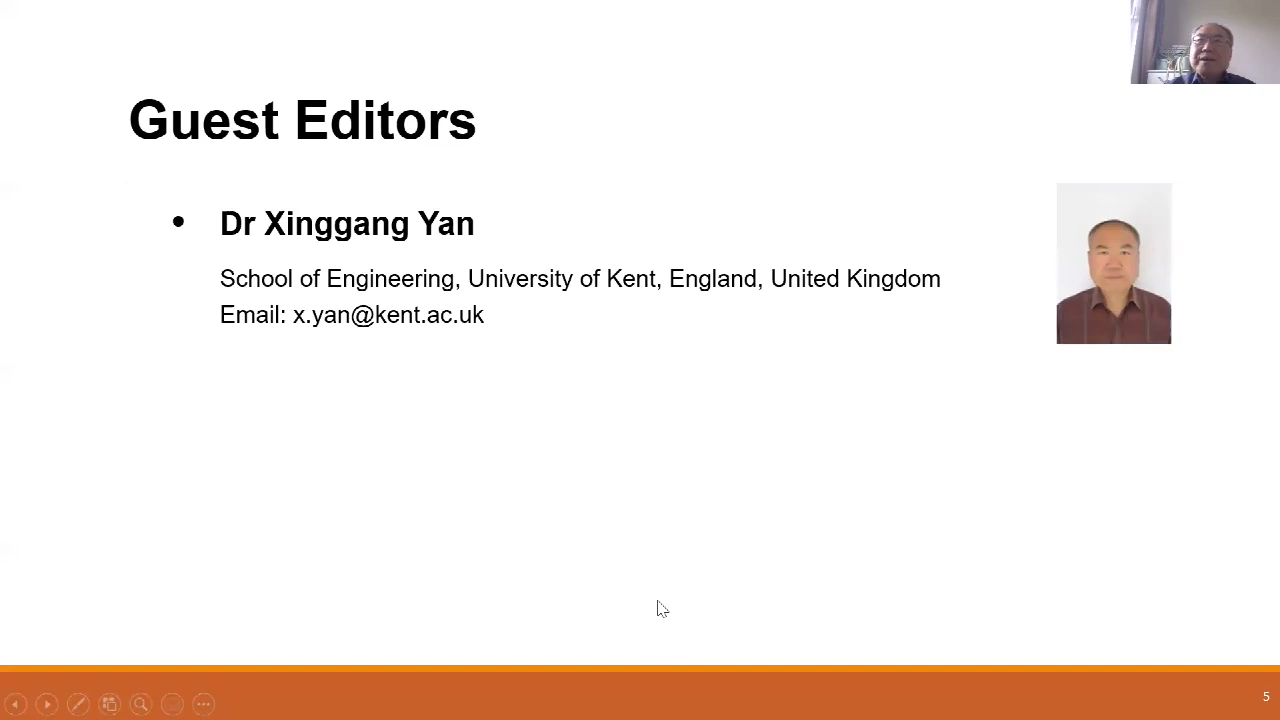 Guest Editors
• Dr Xinggang Yan
School of Engineering, University of Kent, England, United Kingdom
Email: x.yan@kent.ac.uk
5